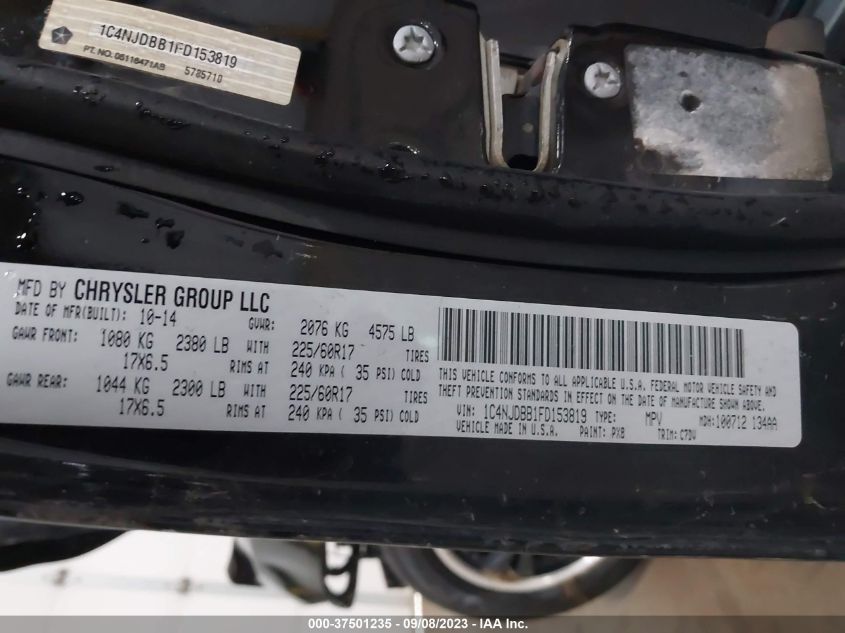 1C4NJDBB1FD153819
PT. NO. 05116471AB 5785710
MFD BY CHRYSLER GROUP LLC
DATE OF MFR(BUILT): 10-14 GVWR: 2076 KG 4575 LB
GAWR FRONT: 1080 KG 2380 LB WITH 225/60R17 TIRES
17X6.5 RIMS AT 240 KPA ( 35 PSI) COLD
GAWR REAR: 1044 KG 2300 LB WITH 225/60R17 TIRES
17X6.5 RIMS AT 240 KPA ( 35 PSI) COLD
THIS VEHICLE CONFORMS TO ALL APPLICABLE U.S.A. FEDERAL MOTOR VEHICLE SAFETY AND
THEFT PREVENTION STANDARDS IN EFFECT ON THE DATE OF MANUFACTURE SHOWN ABOVE.
VIN: 1C4NJDBB1FD153819 TYPE: MPV MDH:100712 134AA
VEHICLE MADE IN U.S.A. PAINT: PX8 TRIM: C7DV
000-37501235 - 09/08/2023 - IAA Inc.